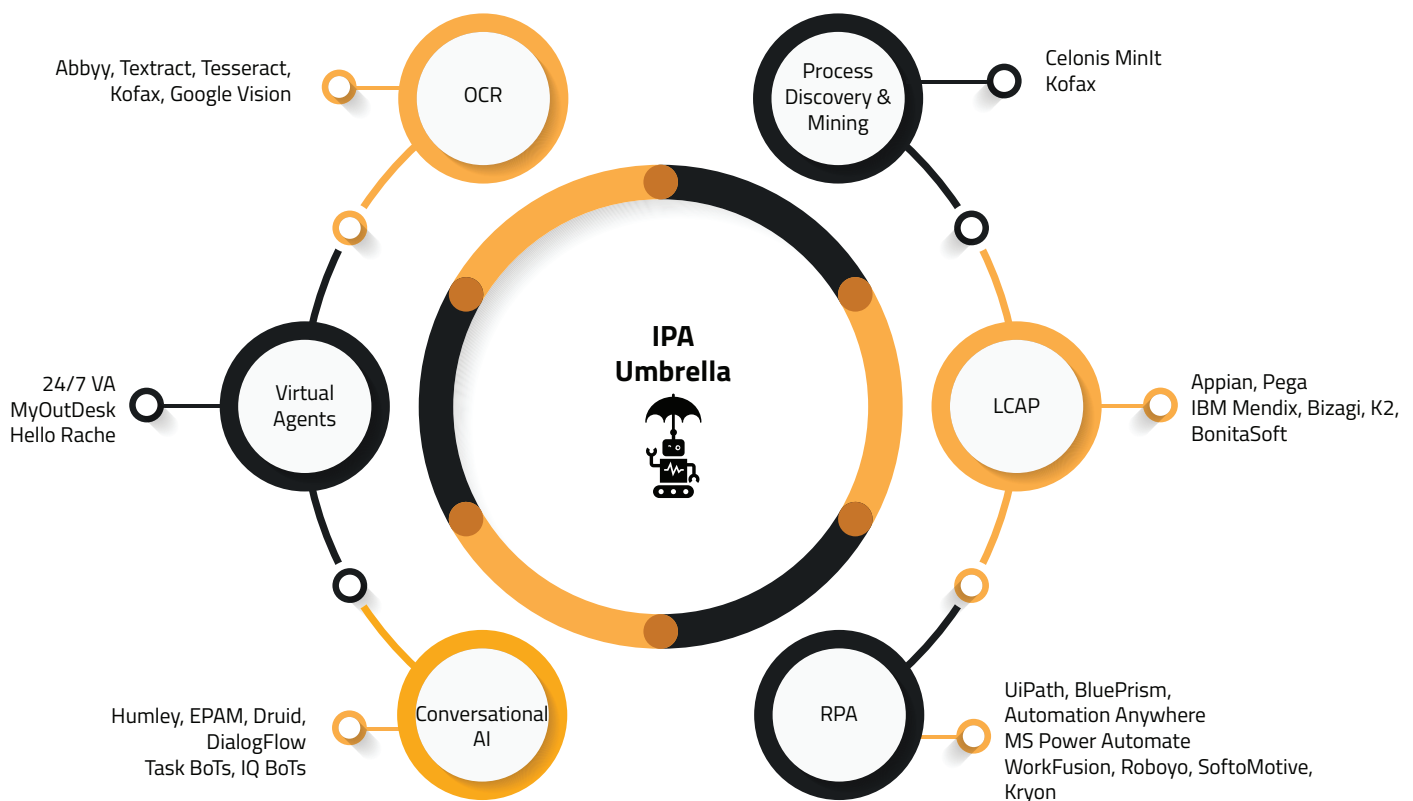 Abbyy, Textract, Tesseract,
Kofax, Google Vision
OCR
Process
Discovery &
Mining
Celonis MinIt
Kofax
24/7 VA
MyOutDesk
Hello Rache
Virtual
Agents
IPA
Umbrella
LCAP
Appian, Pega
IBM Mendix, Bizagi, K2,
BonitaSoft
Humley, EPAM, Druid,
DialogFlow
Task BoTs, IQ BoTs
Conversational
AI
RPA
UiPath, BluePrism,
Automation Anywhere
MS Power Automate
WorkFusion, Roboyo, SoftoMotive,
Kryon